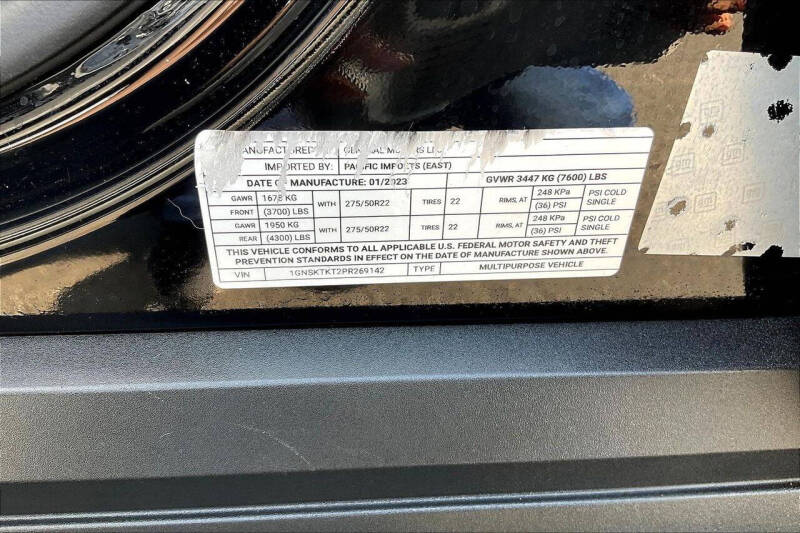 MANUFACTURED GENERAL MOTORS LLC
IMPORTED BY: PACIFIC IMPORTS (EAST)
DATE OF MANUFACTURE: 01/2023 GVWR 3447 KG (7600) LBS
GAWR 1678 KG WITH 275/50R22 TIRES 22 RIMS, AT 248 KPa PSI COLD
FRONT (3700) LBS (36) PSI SINGLE
GAWR 1950 KG WITH 275/50R22 TIRES 22 RIMS, AT 248 KPa PSI COLD
REAR (4300) LBS (36) PSI SINGLE
THIS VEHICLE CONFORMS TO ALL APPLICABLE U.S. FEDERAL MOTOR SAFETY AND THEFT
PREVENTION STANDARDS IN EFFECT ON THE DATE OF MANUFACTURE SHOWN ABOVE.
VIN 1GNSKTKT2PR269142 TYPE MULTIPURPOSE VEHICLE